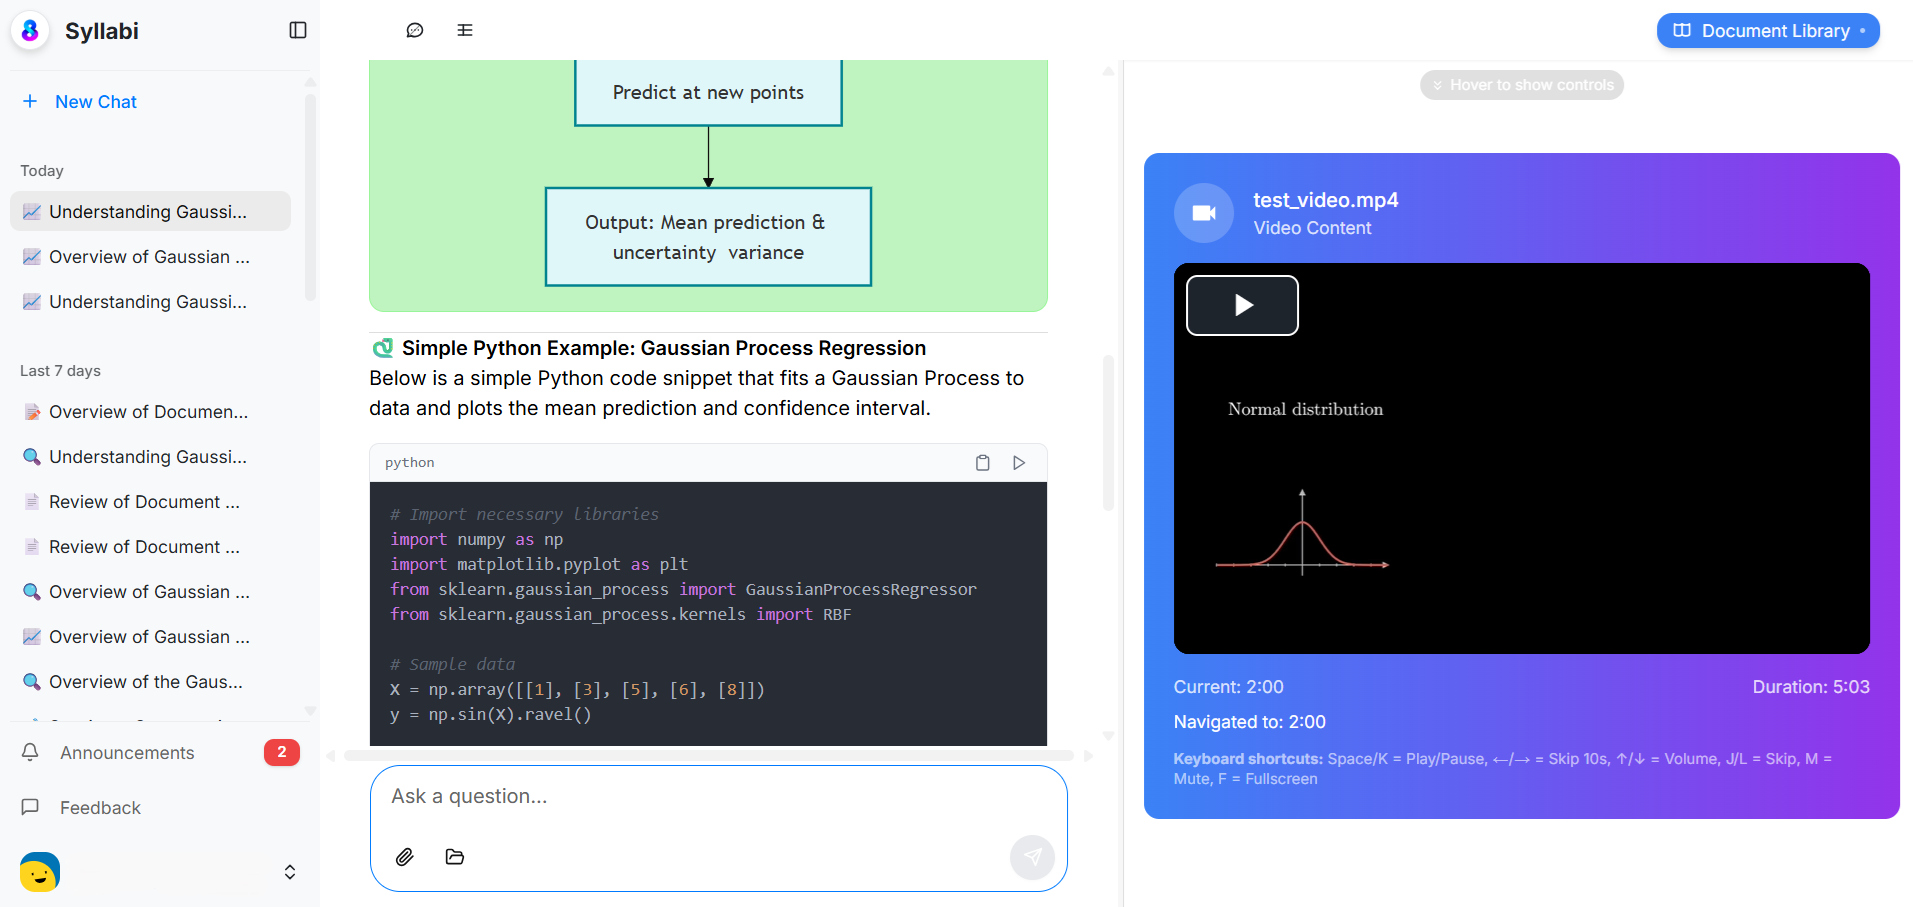 Syllabi
New Chat
Today
Understanding Gaussi...
Overview of Gaussian ...
Understanding Gaussi...
Last 7 days
Overview of Documen...
Understanding Gaussi...
Review of Document ...
Review of Document ...
Overview of Gaussian ...
Overview of Gaussian ...
Overview of the Gaus...
Announcements 2
Feedback
Predict at new points
Output: Mean prediction &
uncertainty variance
Simple Python Example: Gaussian Process Regression
Below is a simple Python code snippet that fits a Gaussian Process to
data and plots the mean prediction and confidence interval.
python
# Import necessary libraries
import numpy as np
import matplotlib.pyplot as plt
from sklearn.gaussian_process import GaussianProcessRegressor
from sklearn.gaussian_process.kernels import RBF
# Sample data
X = np.array([[1], [3], [5], [6], [8]])
y = np.sin(X).ravel()
Ask a question...
Document Library
Hover to show controls
test_video.mp4
Video Content
Normal distribution
Current: 2:00 Duration: 5:03
Navigated to: 2:00
Keyboard shortcuts: Space/K = Play/Pause, ←/→ = Skip 10s, ↑/↓ = Volume, J/L = Skip, M =
Mute, F = Fullscreen